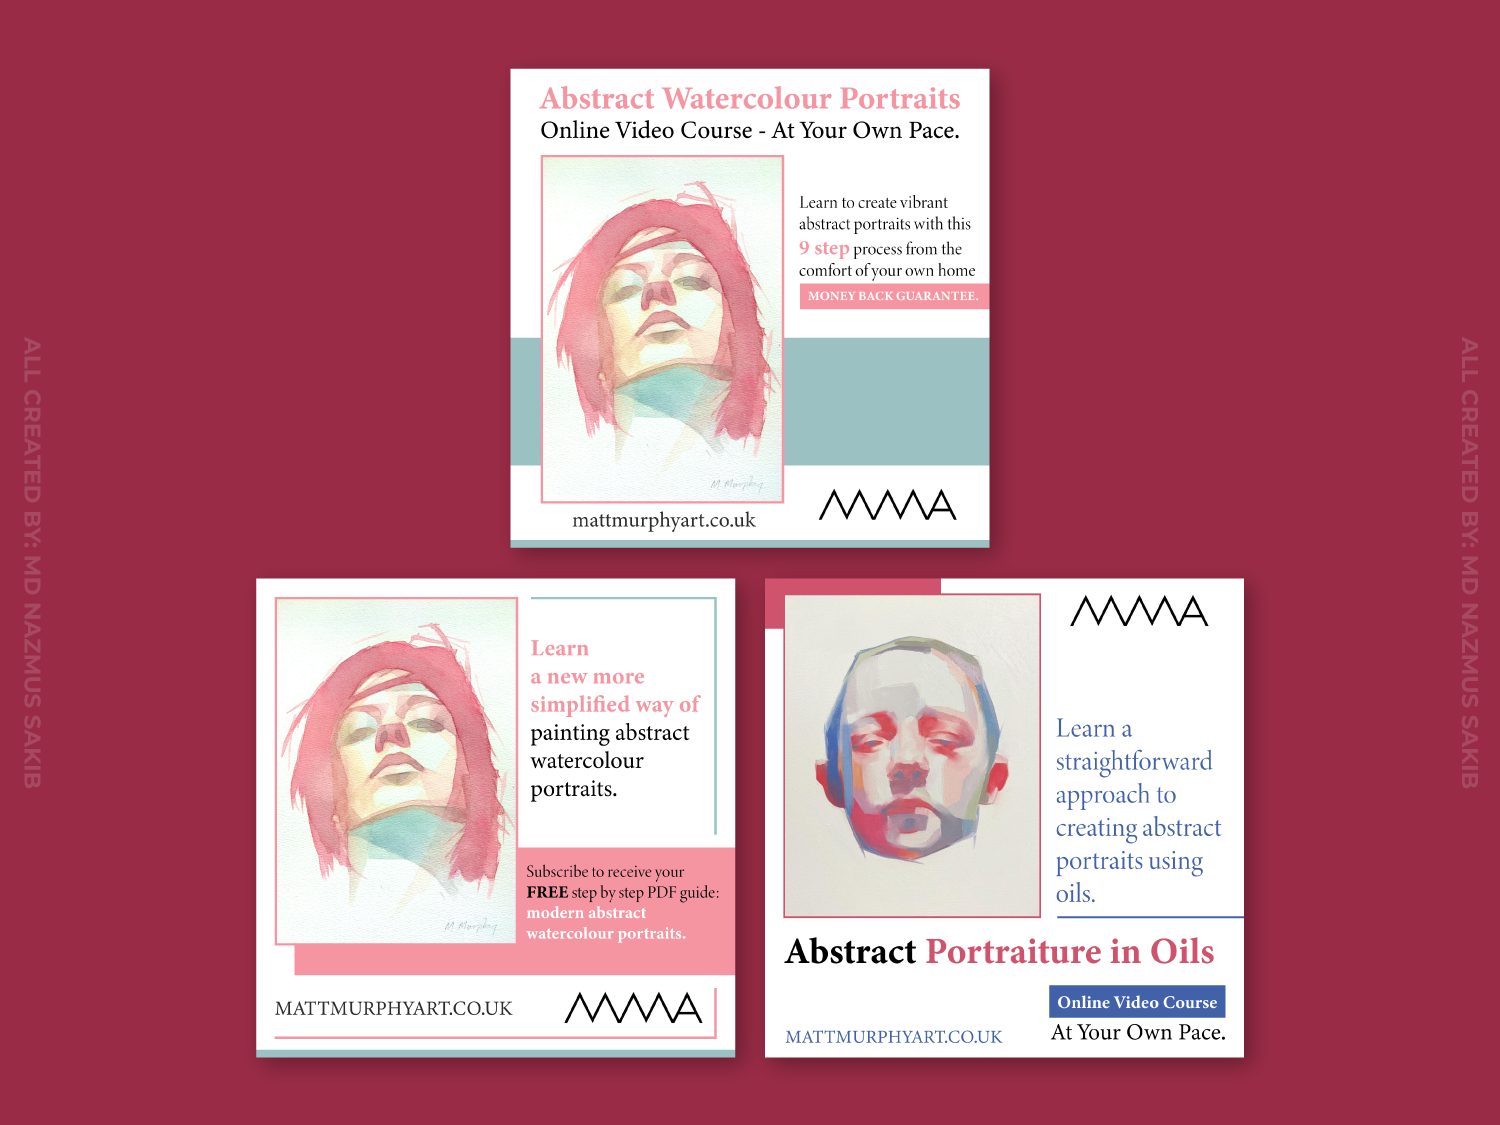 Abstract Watercolour Portraits
Online Video Course - At Your Own Pace.
Learn to create vibrant
abstract portraits with this
9 step process from the
comfort of your own home
MONEY BACK GUARANTEE.
M. Murphy
mattmurphyart.co.uk
MMA
ALL CREATED BY: MD NAZMUS SAKIB
ALL CREATED BY: MD NAZMUS SAKIB
Learn
a new more
simplified way of
painting abstract
watercolour
portraits.
Subscribe to receive your
FREE step by step PDF guide:
modern abstract
watercolour portraits.
M. Murphy
MATTMURPHYART.CO.UK
MMA
MMA
Learn a
straightforward
approach to
creating abstract
portraits using
oils.
Abstract Portraiture in Oils
Online Video Course
At Your Own Pace.
MATTMURPHYART.CO.UK